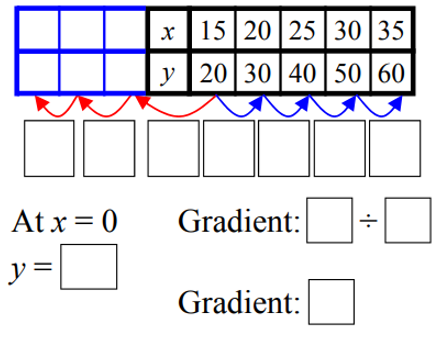 x 15 20 25 30 35
y 20 30 40 50 60
At x = 0
y =
Gradient: ÷
Gradient: